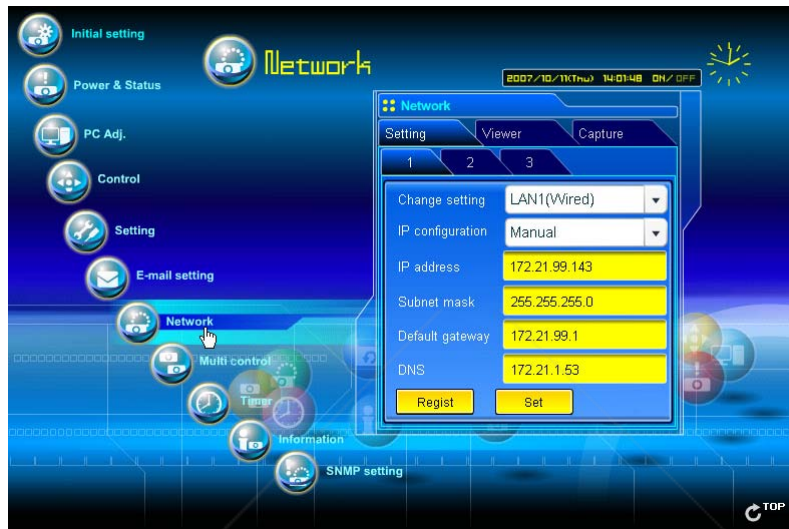 Initial setting
Power & Status
PC Adj.
Control
Setting
E-mail setting
Network
Multi control
Timer
Information
SNMP setting
Network
2007/10/11(Thu) 14:01:48 ON/OFF
Network
Setting Viewer Capture
1 2 3
Change setting LAN1(Wired)
IP configuration Manual
IP address 172.21.99.143
Subnet mask 255.255.255.0
Default gateway 172.21.99.1
DNS 172.21.1.53
Regist Set
TOP